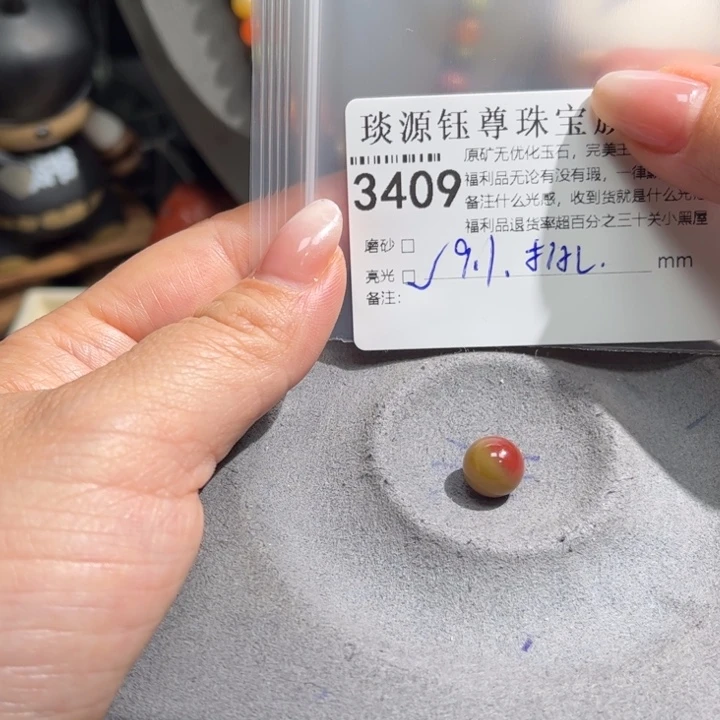 琰源钰尊珠宝
原矿无优化玉石，完美主
3409
福利品无论有没有瑕，一律
备注什么光感，收到货就是什么光
福利品退货率超百分之三十关小黑屋
磨砂 □
亮光 □ ✓ 9.1. mm
备注：